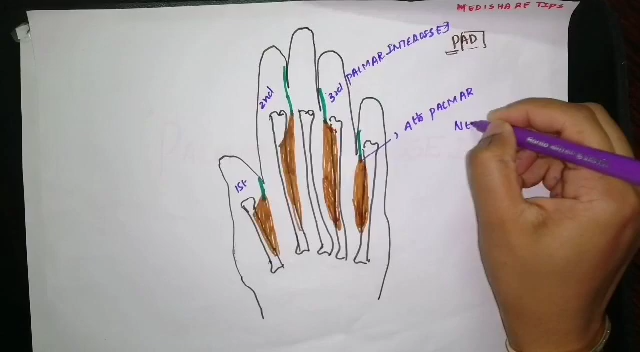 MEDISHARE TIPS
PAD
PALMAR INTEROSSEI
2nd
3rd
4th PALMAR
NE
1st